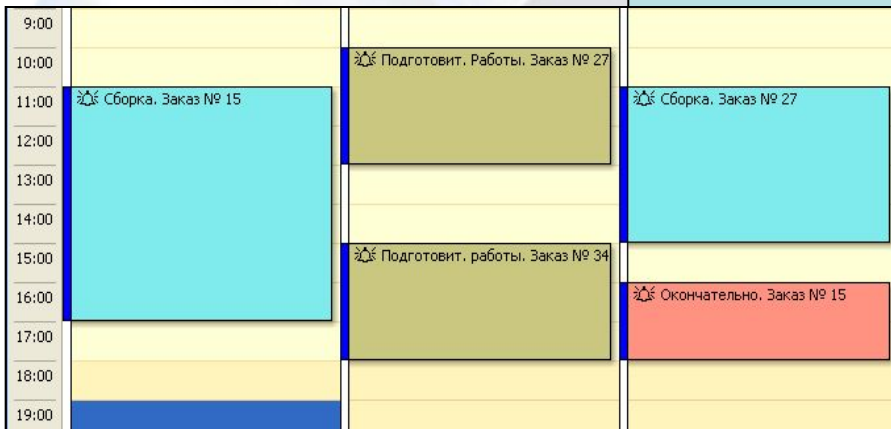 9:00
10:00
Подготовит. Работы. Заказ № 27
11:00
Сборка. Заказ № 15
Сборка. Заказ № 27
12:00
13:00
14:00
15:00
Подготовит. работы. Заказ № 34
16:00
Окончательно. Заказ № 15
17:00
18:00
19:00